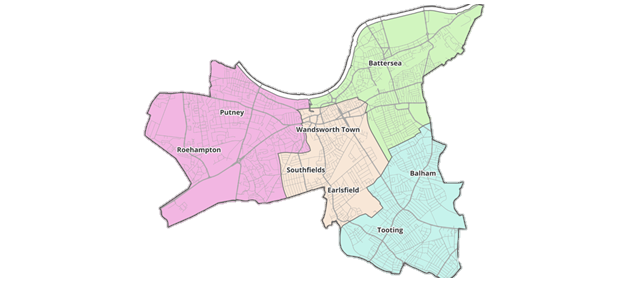 Battersea
Putney
Wandsworth Town
Roehampton
Southfields
Balham
Earlsfield
Tooting